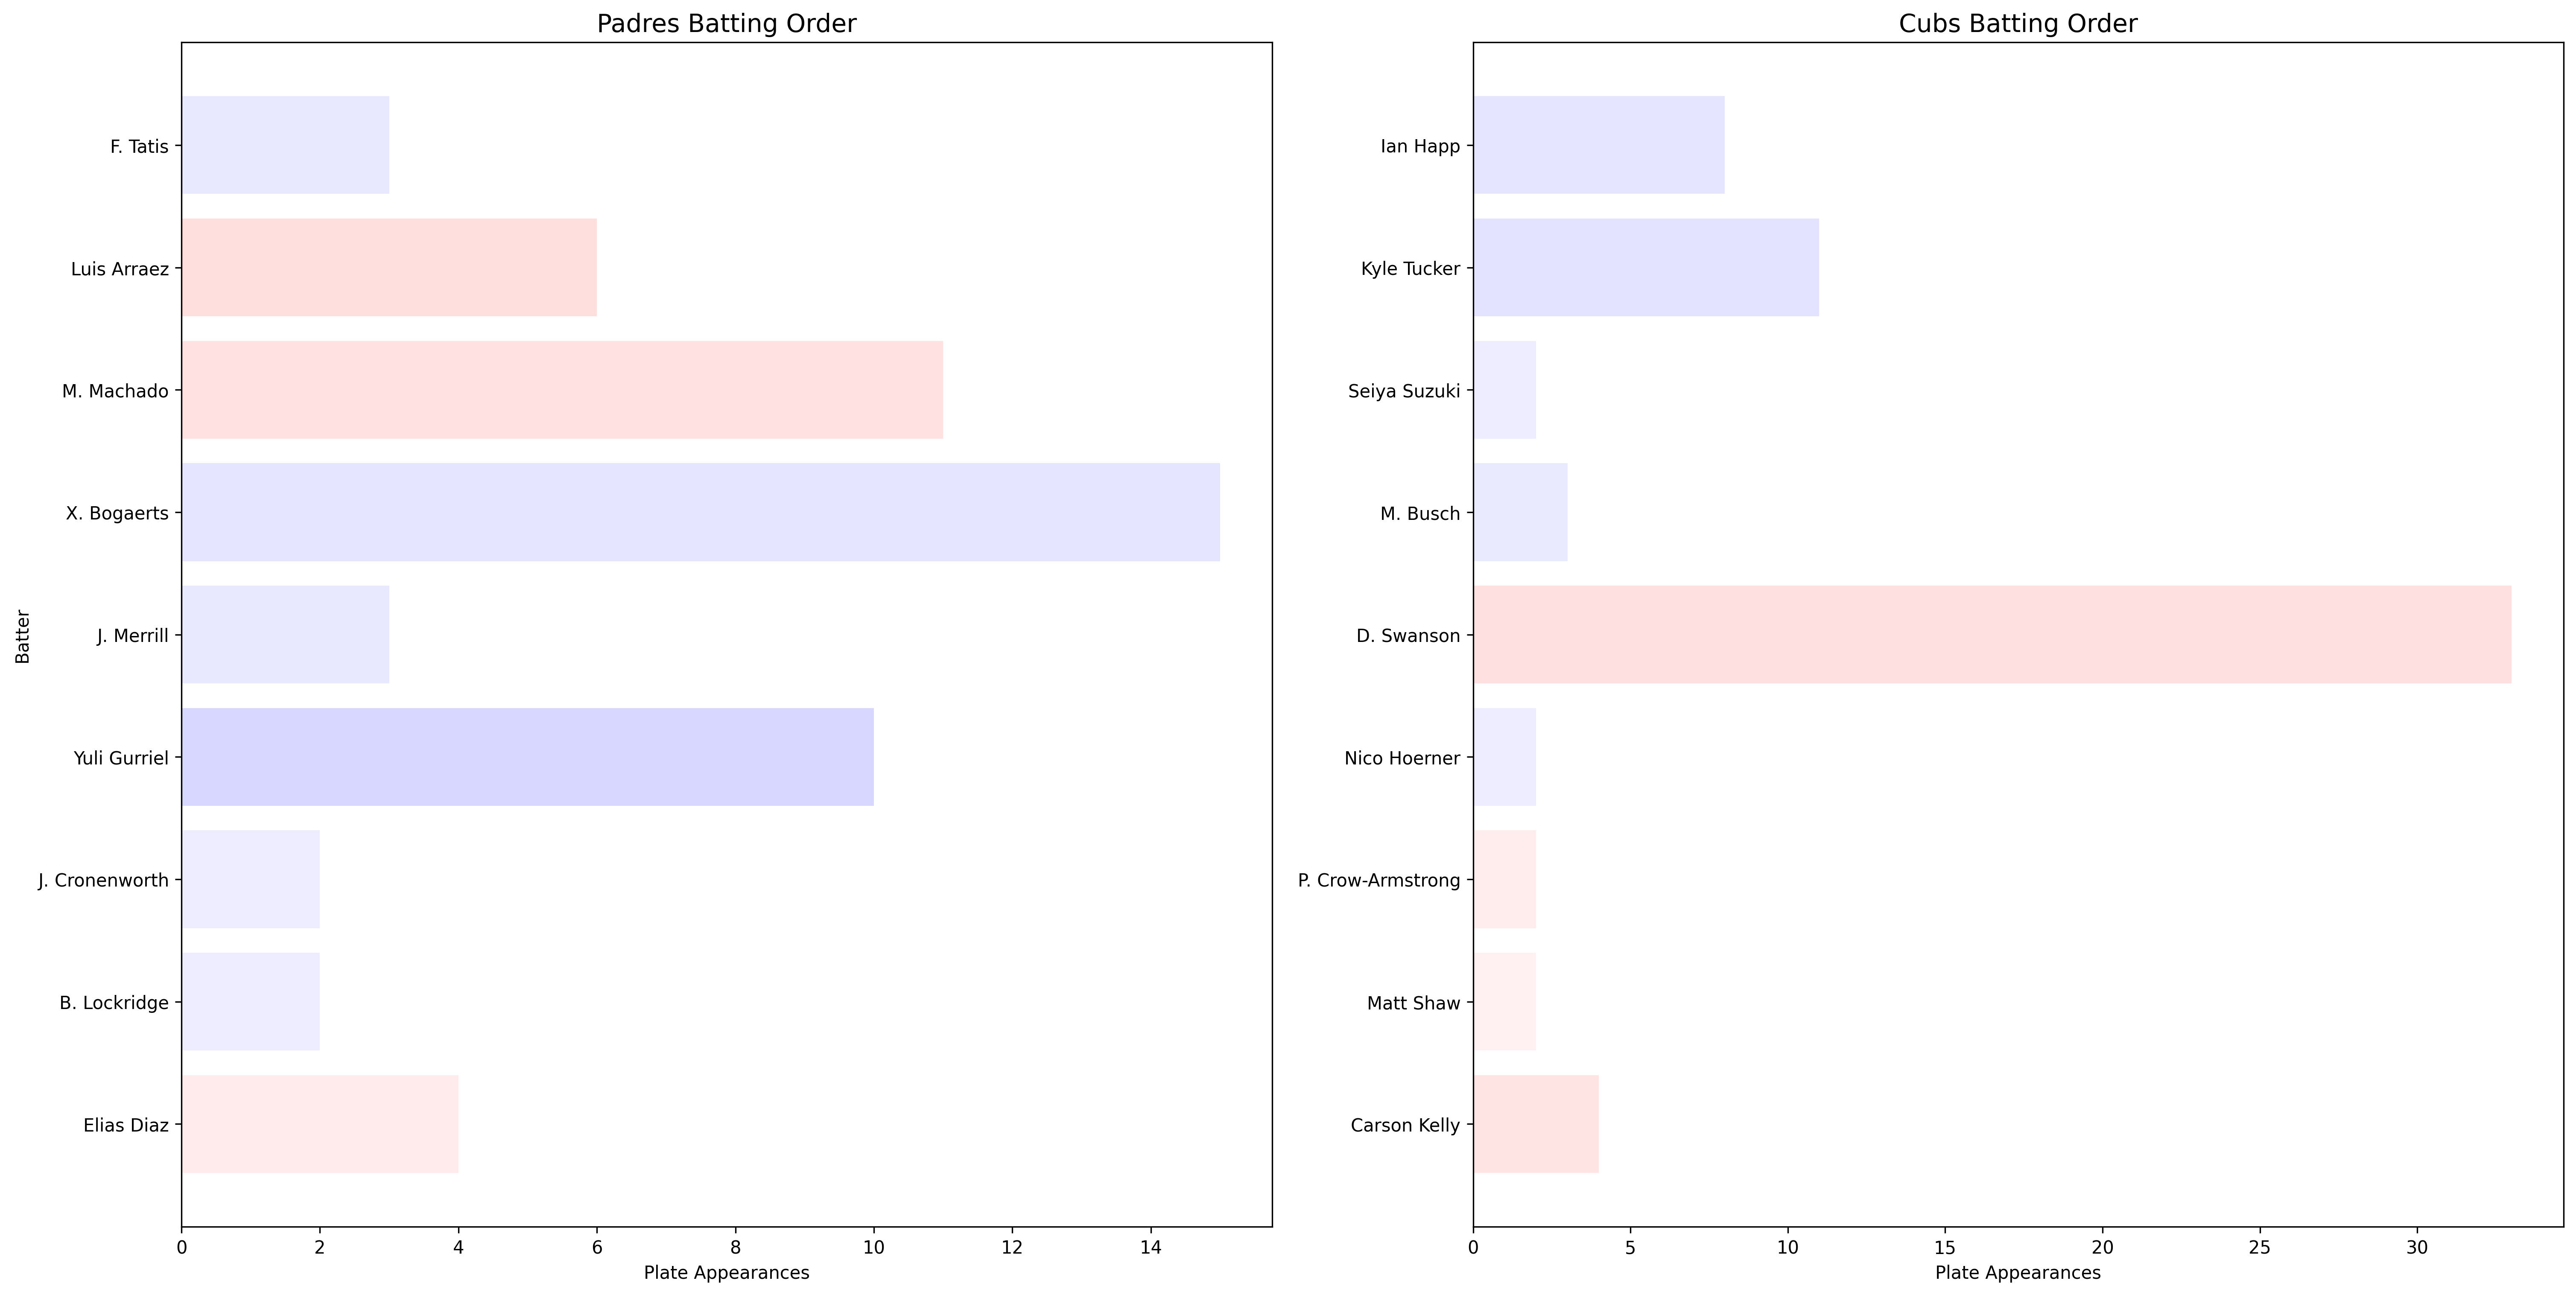 Padres Batting Order
Batter
F. Tatis
Luis Arraez
M. Machado
X. Bogaerts
J. Merrill
Yuli Gurriel
J. Cronenworth
B. Lockridge
Elias Diaz
0 2 4 6 8 10 12 14
Plate Appearances
Cubs Batting Order
Ian Happ
Kyle Tucker
Seiya Suzuki
M. Busch
D. Swanson
Nico Hoerner
P. Crow-Armstrong
Matt Shaw
Carson Kelly
0 5 10 15 20 25 30
Plate Appearances